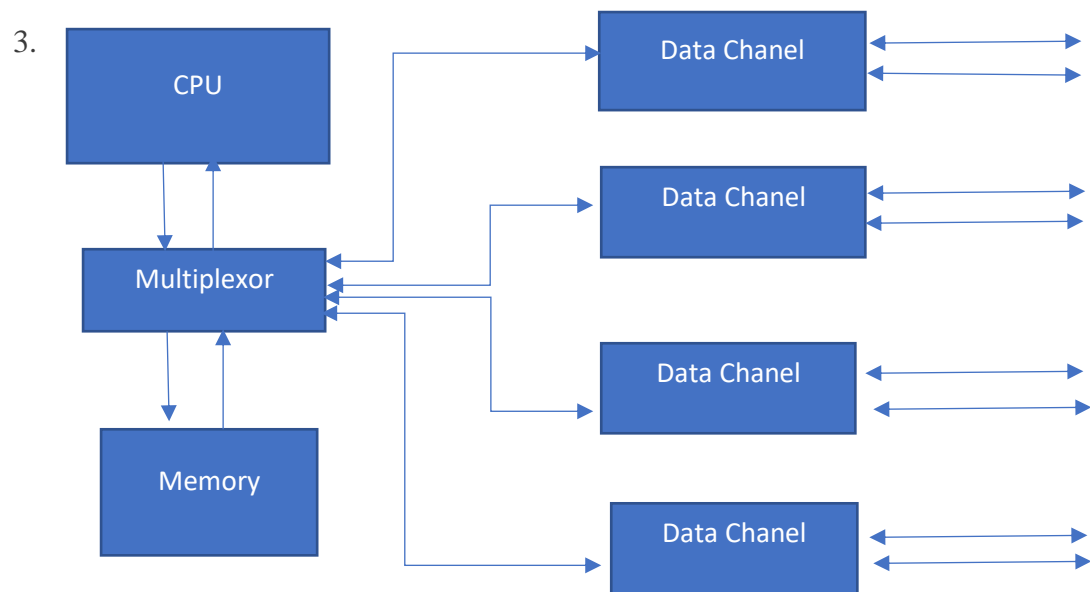 3.
CPU
Multiplexor
Memory
Data Chanel
Data Chanel
Data Chanel
Data Chanel